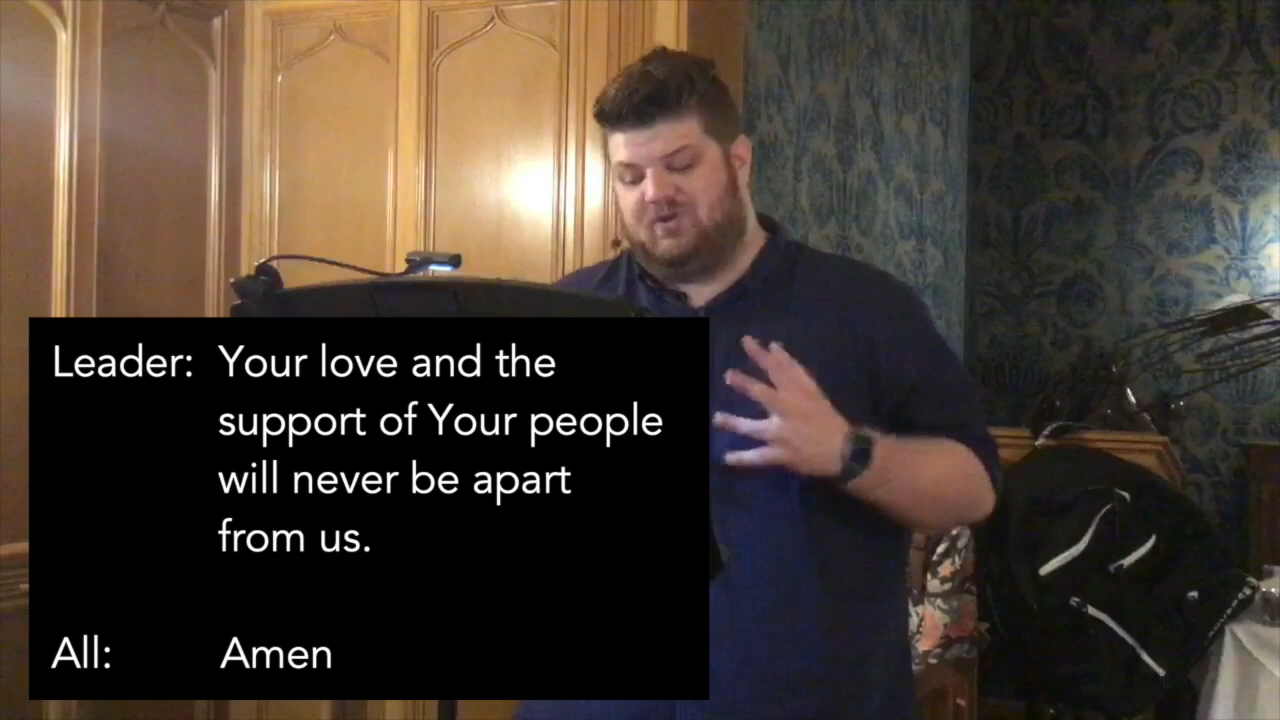 Leader: Your love and the
support of Your people
will never be apart
from us.
All: Amen